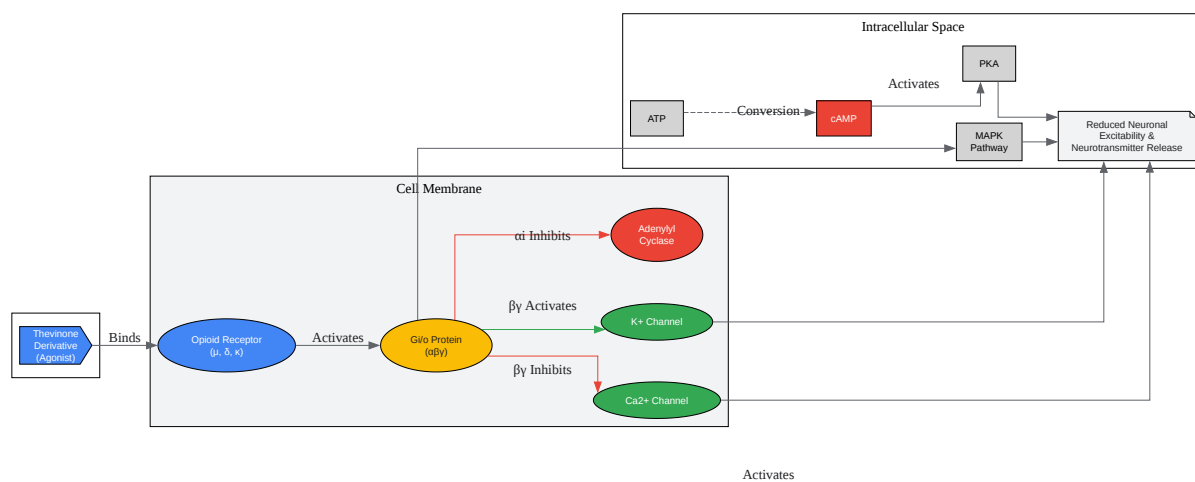 Intracellular Space
PKA
Activates
ATP
Conversion
cAMP
MAPK
Pathway
Reduced Neuronal
Excitability &
Neurotransmitter Release
Cell Membrane
Adenylyl
Cyclase
αi Inhibits
βγ Activates
K+ Channel
Thevinone
Derivative
(Agonist)
Binds
Opioid Receptor
(μ, δ, κ)
Activates
Gi/o Protein
(αβγ)
βγ Inhibits
Ca2+ Channel
Activates